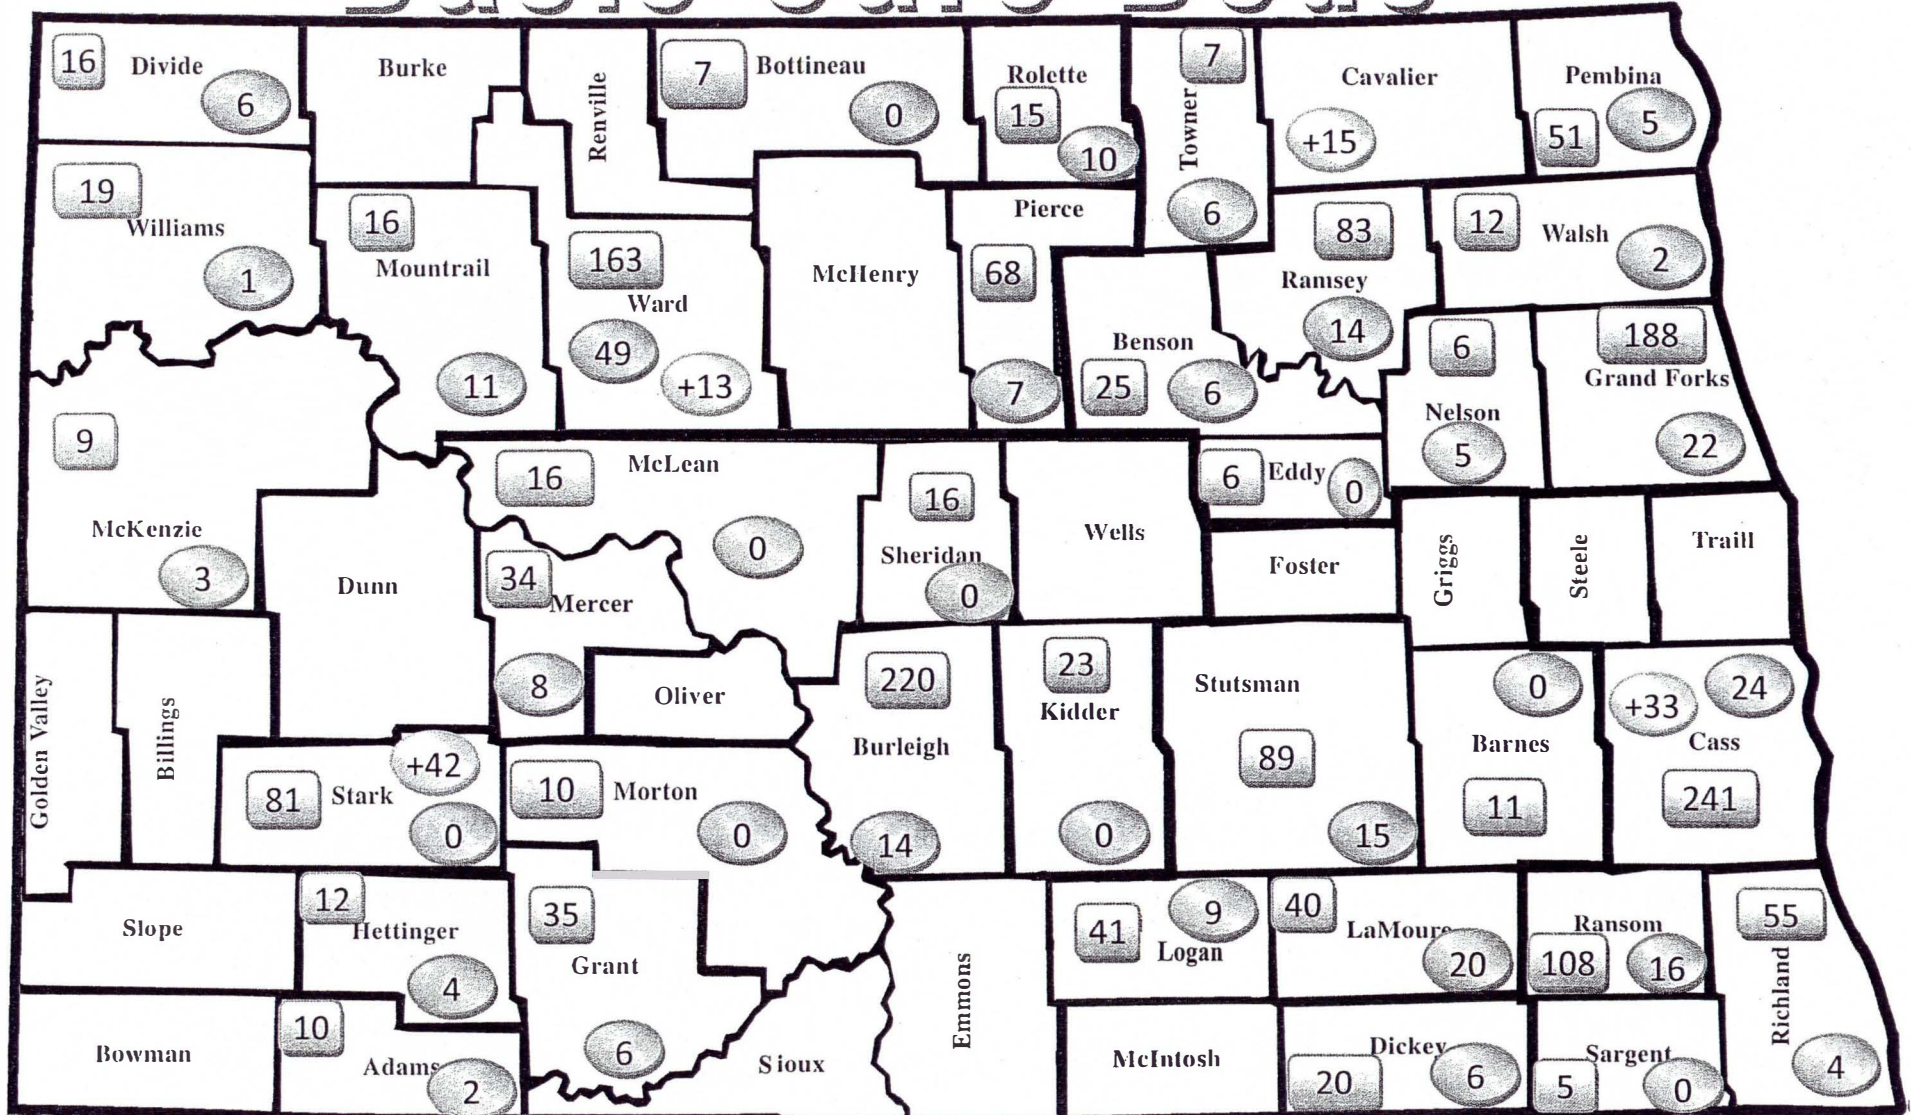 16 Divide 6
Burke
Renville
7 Bottineau 0
Rolette 15 10
7 Towner 6
Cavalier +15
Pembina 51 5
19 Williams 1
16 Mountrail 11
163 Ward 49 +13
McHenry
Pierce 68 7
Benson 25 6
83 Ramsey 14
12 Walsh 2
6 Nelson 5
188 Grand Forks 22
9 McKenzie 3
Dunn
16 McLean 0
34 Mercer 8
16 Sheridan 0
Wells
6 Eddy 0
Foster
Griggs
Steele
Traill
Golden Valley
Billings
81 Stark +42 0
Oliver
10 Morton 0
220 Burleigh 14
23 Kidder 0
Stutsman 89 15
0 Barnes 11
+33 24 Cass 241
Slope
12 Hettinger 4
35 Grant 6
Emmons
41 Logan 9
40 LaMoure 20
Ransom 108 16
55 Richland 4
Bowman
10 Adams 2
Sioux
McIntosh
Dickey 20 6
Sargent 5 0